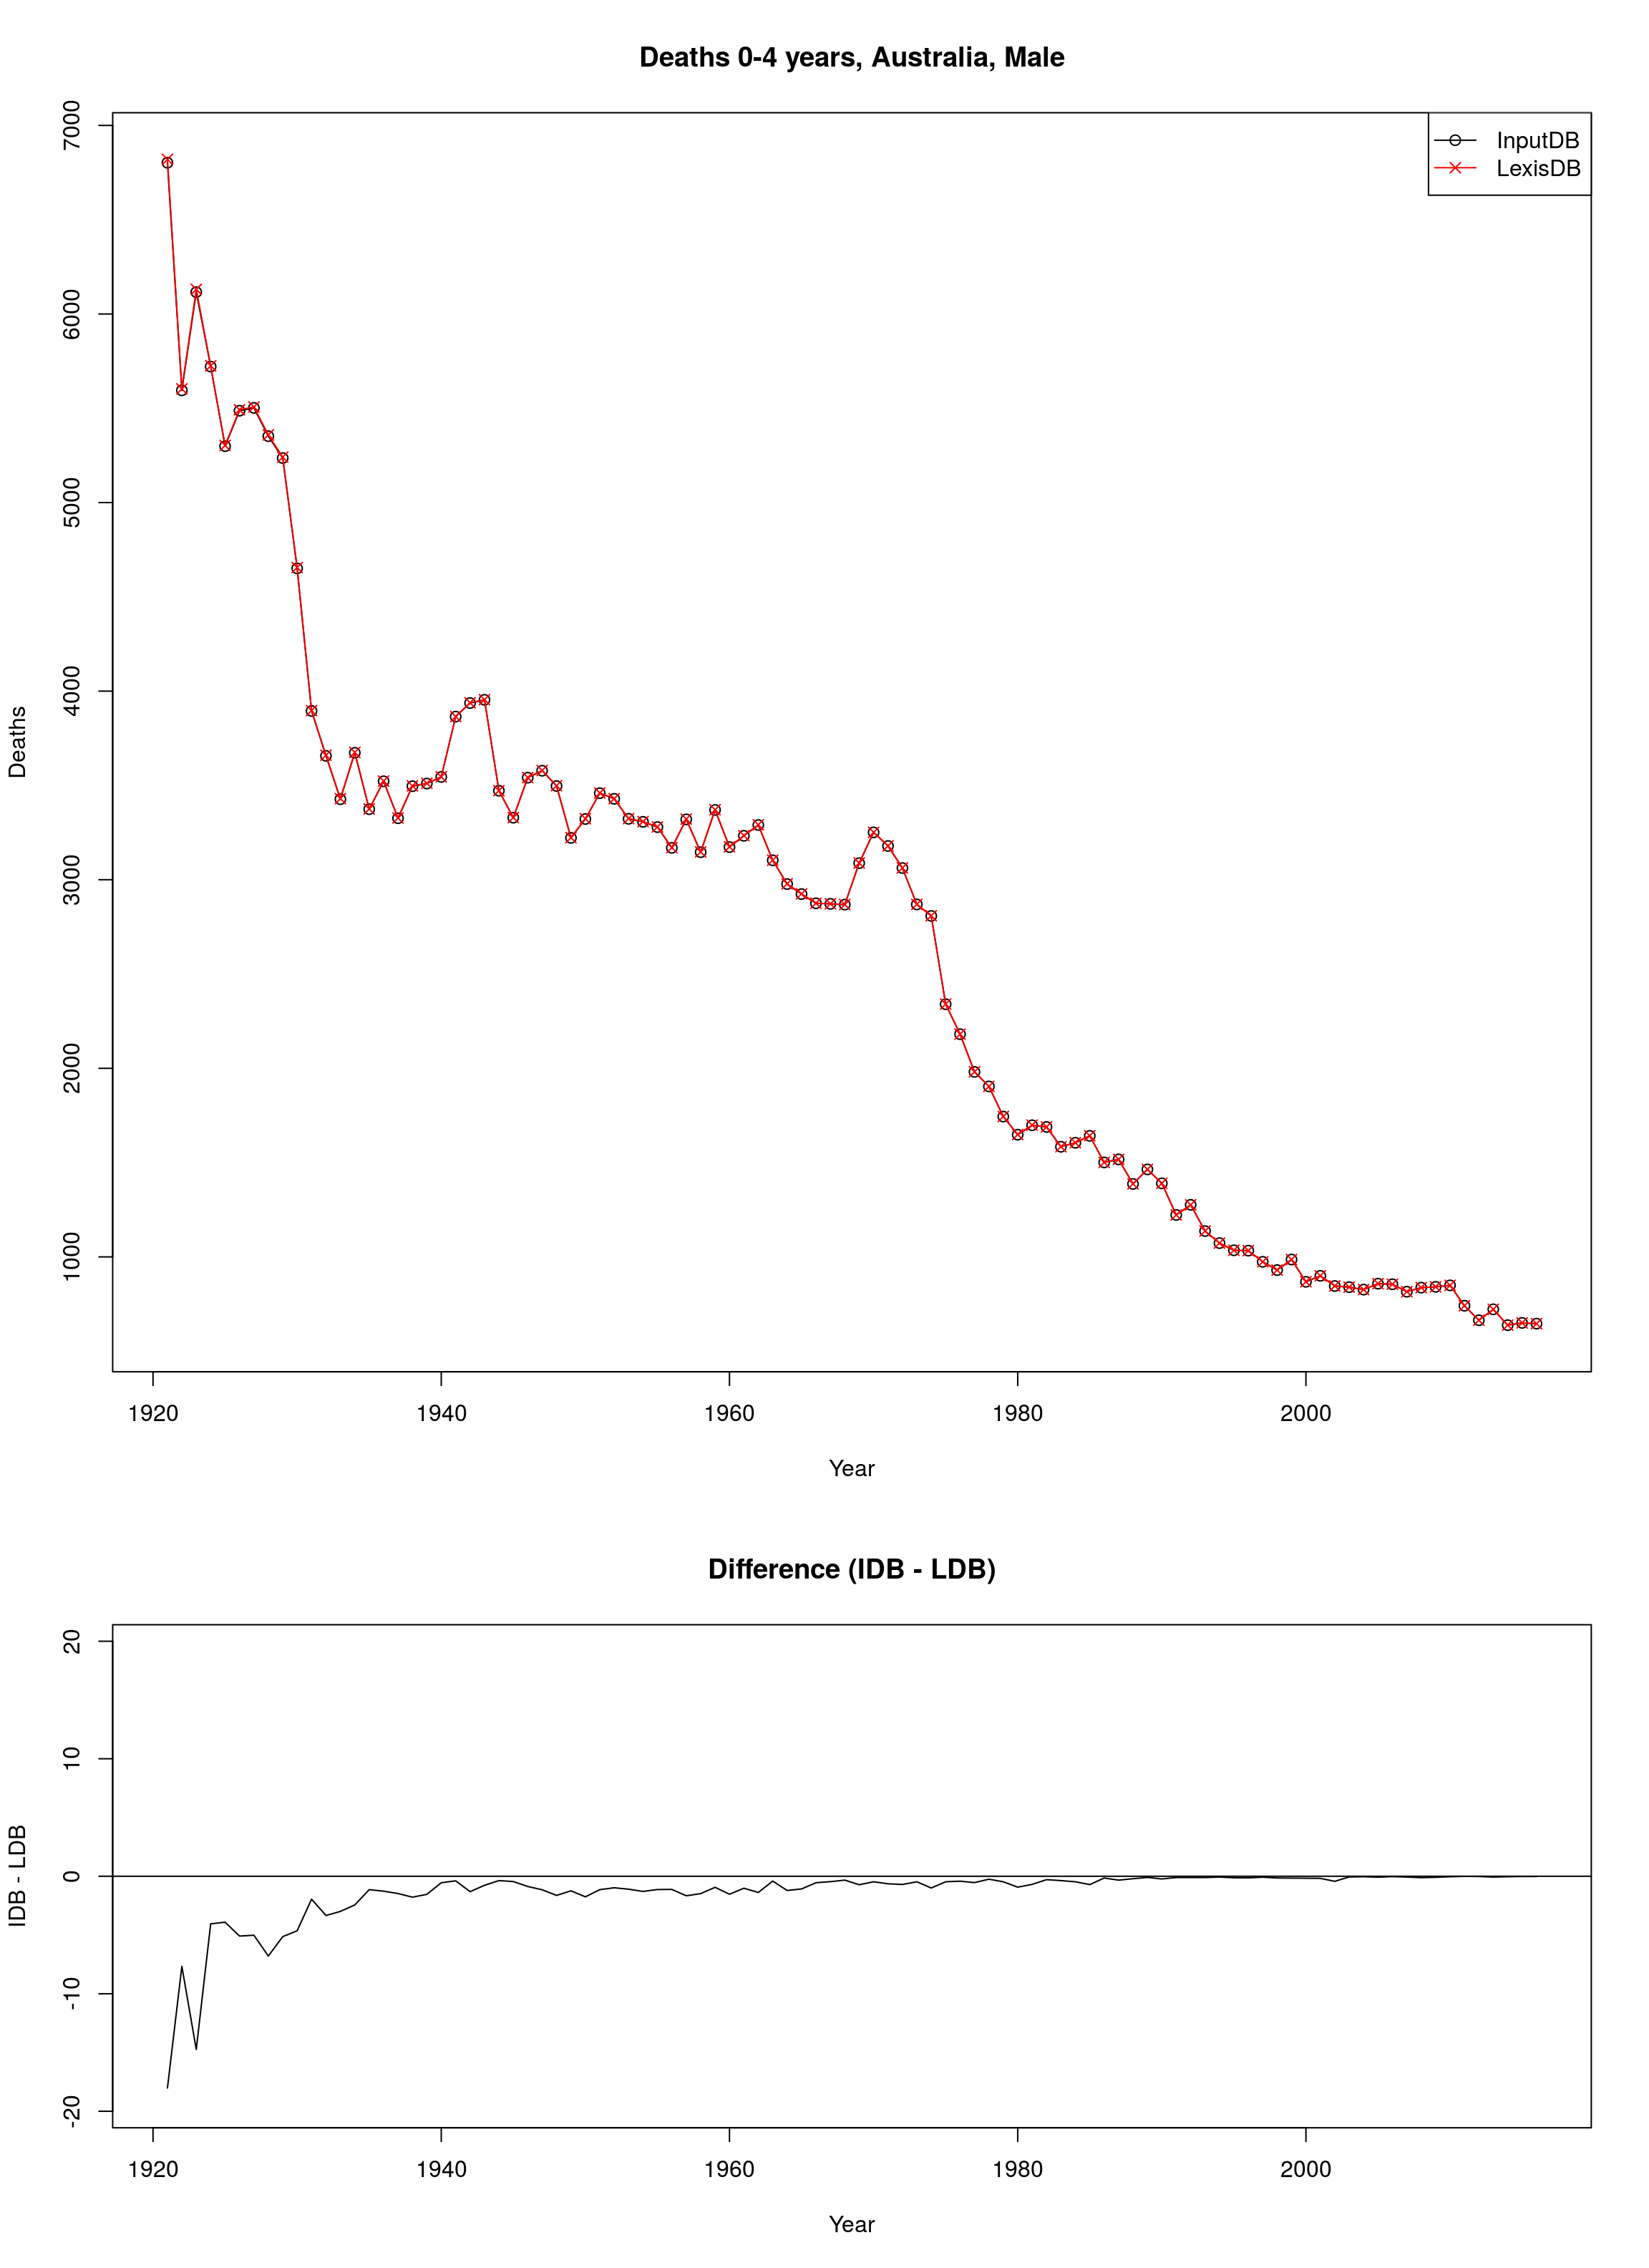 Deaths 0-4 years, Australia, Male
InputDB
LexisDB
Deaths
7000
6000
5000
4000
3000
2000
1000
1920 1940 1960 1980 2000
Year
Difference (IDB - LDB)
IDB - LDB
20
10
0
-10
-20
1920 1940 1960 1980 2000
Year